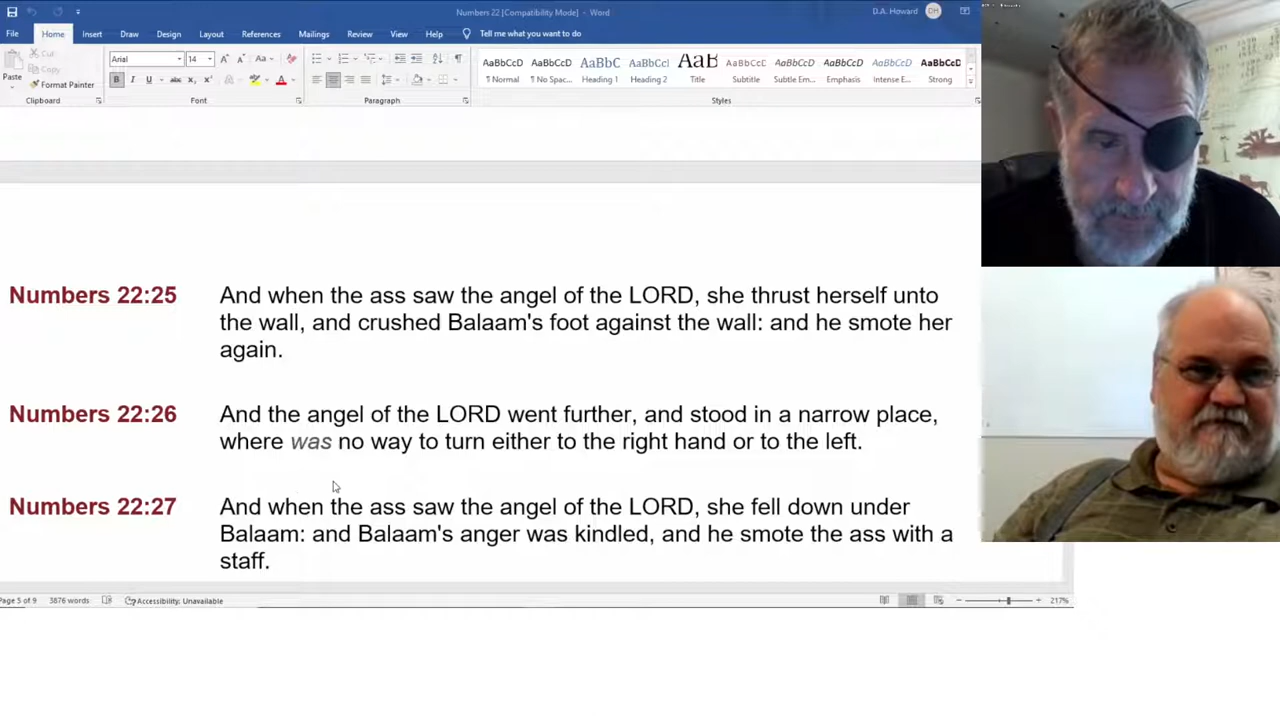 Numbers 22 [Compatibility Mode] - Word
D.A. Howard
DH
File Home Insert Draw Design Layout References Mailings Review View Help Tell me what you want to do
Cut
Copy
Paste
Format Painter
Arial 14
Clipboard Font Paragraph Styles
AaBbCcD AaBbCcD AaBbC AaBbC AaB AaBbCcD AaBbCcD AaBbCcD AaBbCcD AaBbCcD
¶ Normal ¶ No Spac... Heading 1 Heading 2 Title Subtitle Subtle Em... Emphasis Intense E... Strong
Numbers 22:25 And when the ass saw the angel of the LORD, she thrust herself unto
the wall, and crushed Balaam's foot against the wall: and he smote her
again.
Numbers 22:26 And the angel of the LORD went further, and stood in a narrow place,
where was no way to turn either to the right hand or to the left.
Numbers 22:27 And when the ass saw the angel of the LORD, she fell down under
Balaam: and Balaam's anger was kindled, and he smote the ass with a
staff.
Page 5 of 9 3876 words Accessibility: Unavailable 217%